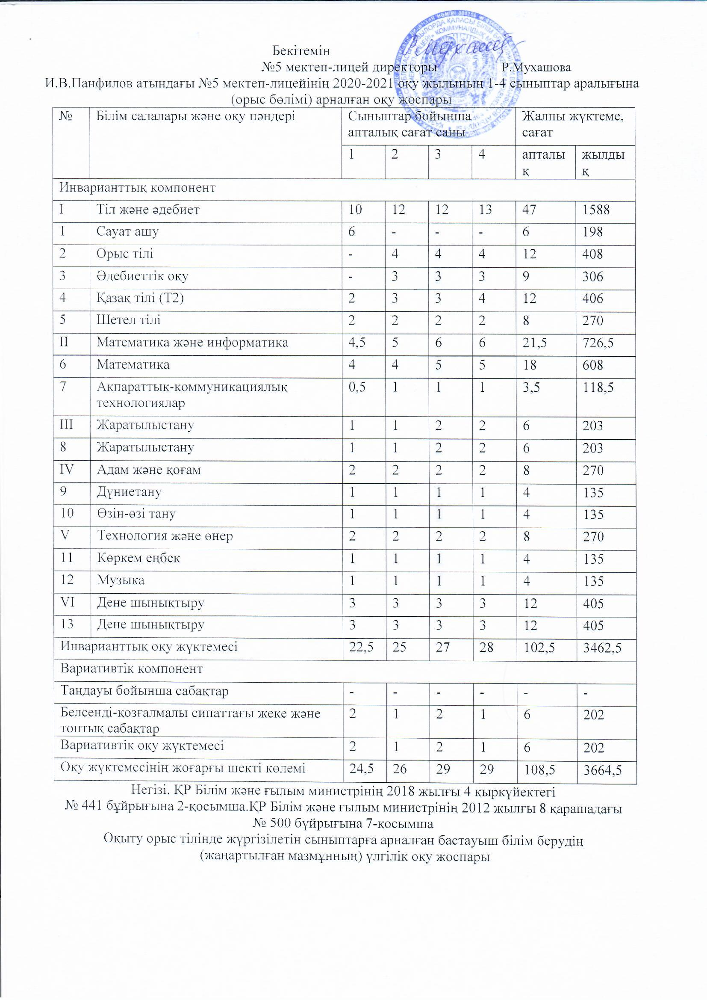 Бекітемін
№5 мектеп-лицей директоры Р.Мухашова
И.В.Панфилов атындағы №5 мектеп-лицейінің 2020-2021 оқу жылының 1-4 сыныптар аралығына
(орыс бөлімі) арналған оқу жоспары
№ Білім салалары және оқу пәндері Сыныптар бойынша Жалпы жүктеме,
апталық сағат саны сағат
1 2 3 4 апталы жылды
қ қ
Инварианттық компонент
I Тіл және әдебиет 10 12 12 13 47 1588
1 Сауат ашу 6 - - - 6 198
2 Орыс тілі - 4 4 4 12 408
3 Әдебиеттік оқу - 3 3 3 9 306
4 Қазақ тілі (Т2) 2 3 3 4 12 406
5 Шетел тілі 2 2 2 2 8 270
II Математика және информатика 4,5 5 6 6 21,5 726,5
6 Математика 4 4 5 5 18 608
7 Ақпараттық-коммуникациялық 0,5 1 1 1 3,5 118,5
технологиялар
III Жаратылыстану 1 1 2 2 6 203
8 Жаратылыстану 1 1 2 2 6 203
IV Адам және қоғам 2 2 2 2 8 270
9 Дүниетану 1 1 1 1 4 135
10 Өзін-өзі тану 1 1 1 1 4 135
V Технология және өнер 2 2 2 2 8 270
11 Көркем еңбек 1 1 1 1 4 135
12 Музыка 1 1 1 1 4 135
VI Дене шынықтыру 3 3 3 3 12 405
13 Дене шынықтыру 3 3 3 3 12 405
Инварианттық оқу жүктемесі 22,5 25 27 28 102,5 3462,5
Вариативтік компонент
Таңдауы бойынша сабақтар - - - - - -
Белсенді-қозғалмалы сипаттағы жеке және 2 1 2 1 6 202
топтық сабақтар
Вариативтік оқу жүктемесі 2 1 2 1 6 202
Оқу жүктемесінің жоғарғы шекті көлемі 24,5 26 29 29 108,5 3664,5
Негізі. ҚР Білім және ғылым министрінің 2018 жылғы 4 қыркүйектегі
№ 441 бұйрығына 2-қосымша.ҚР Білім және ғылым министрінің 2012 жылғы 8 қарашадағы
№ 500 бұйрығына 7-қосымша
Оқыту орыс тілінде жүргізілетін сыныптарға арналған бастауыш білім берудің
(жаңартылған мазмұнның) үлгілік оқу жоспары